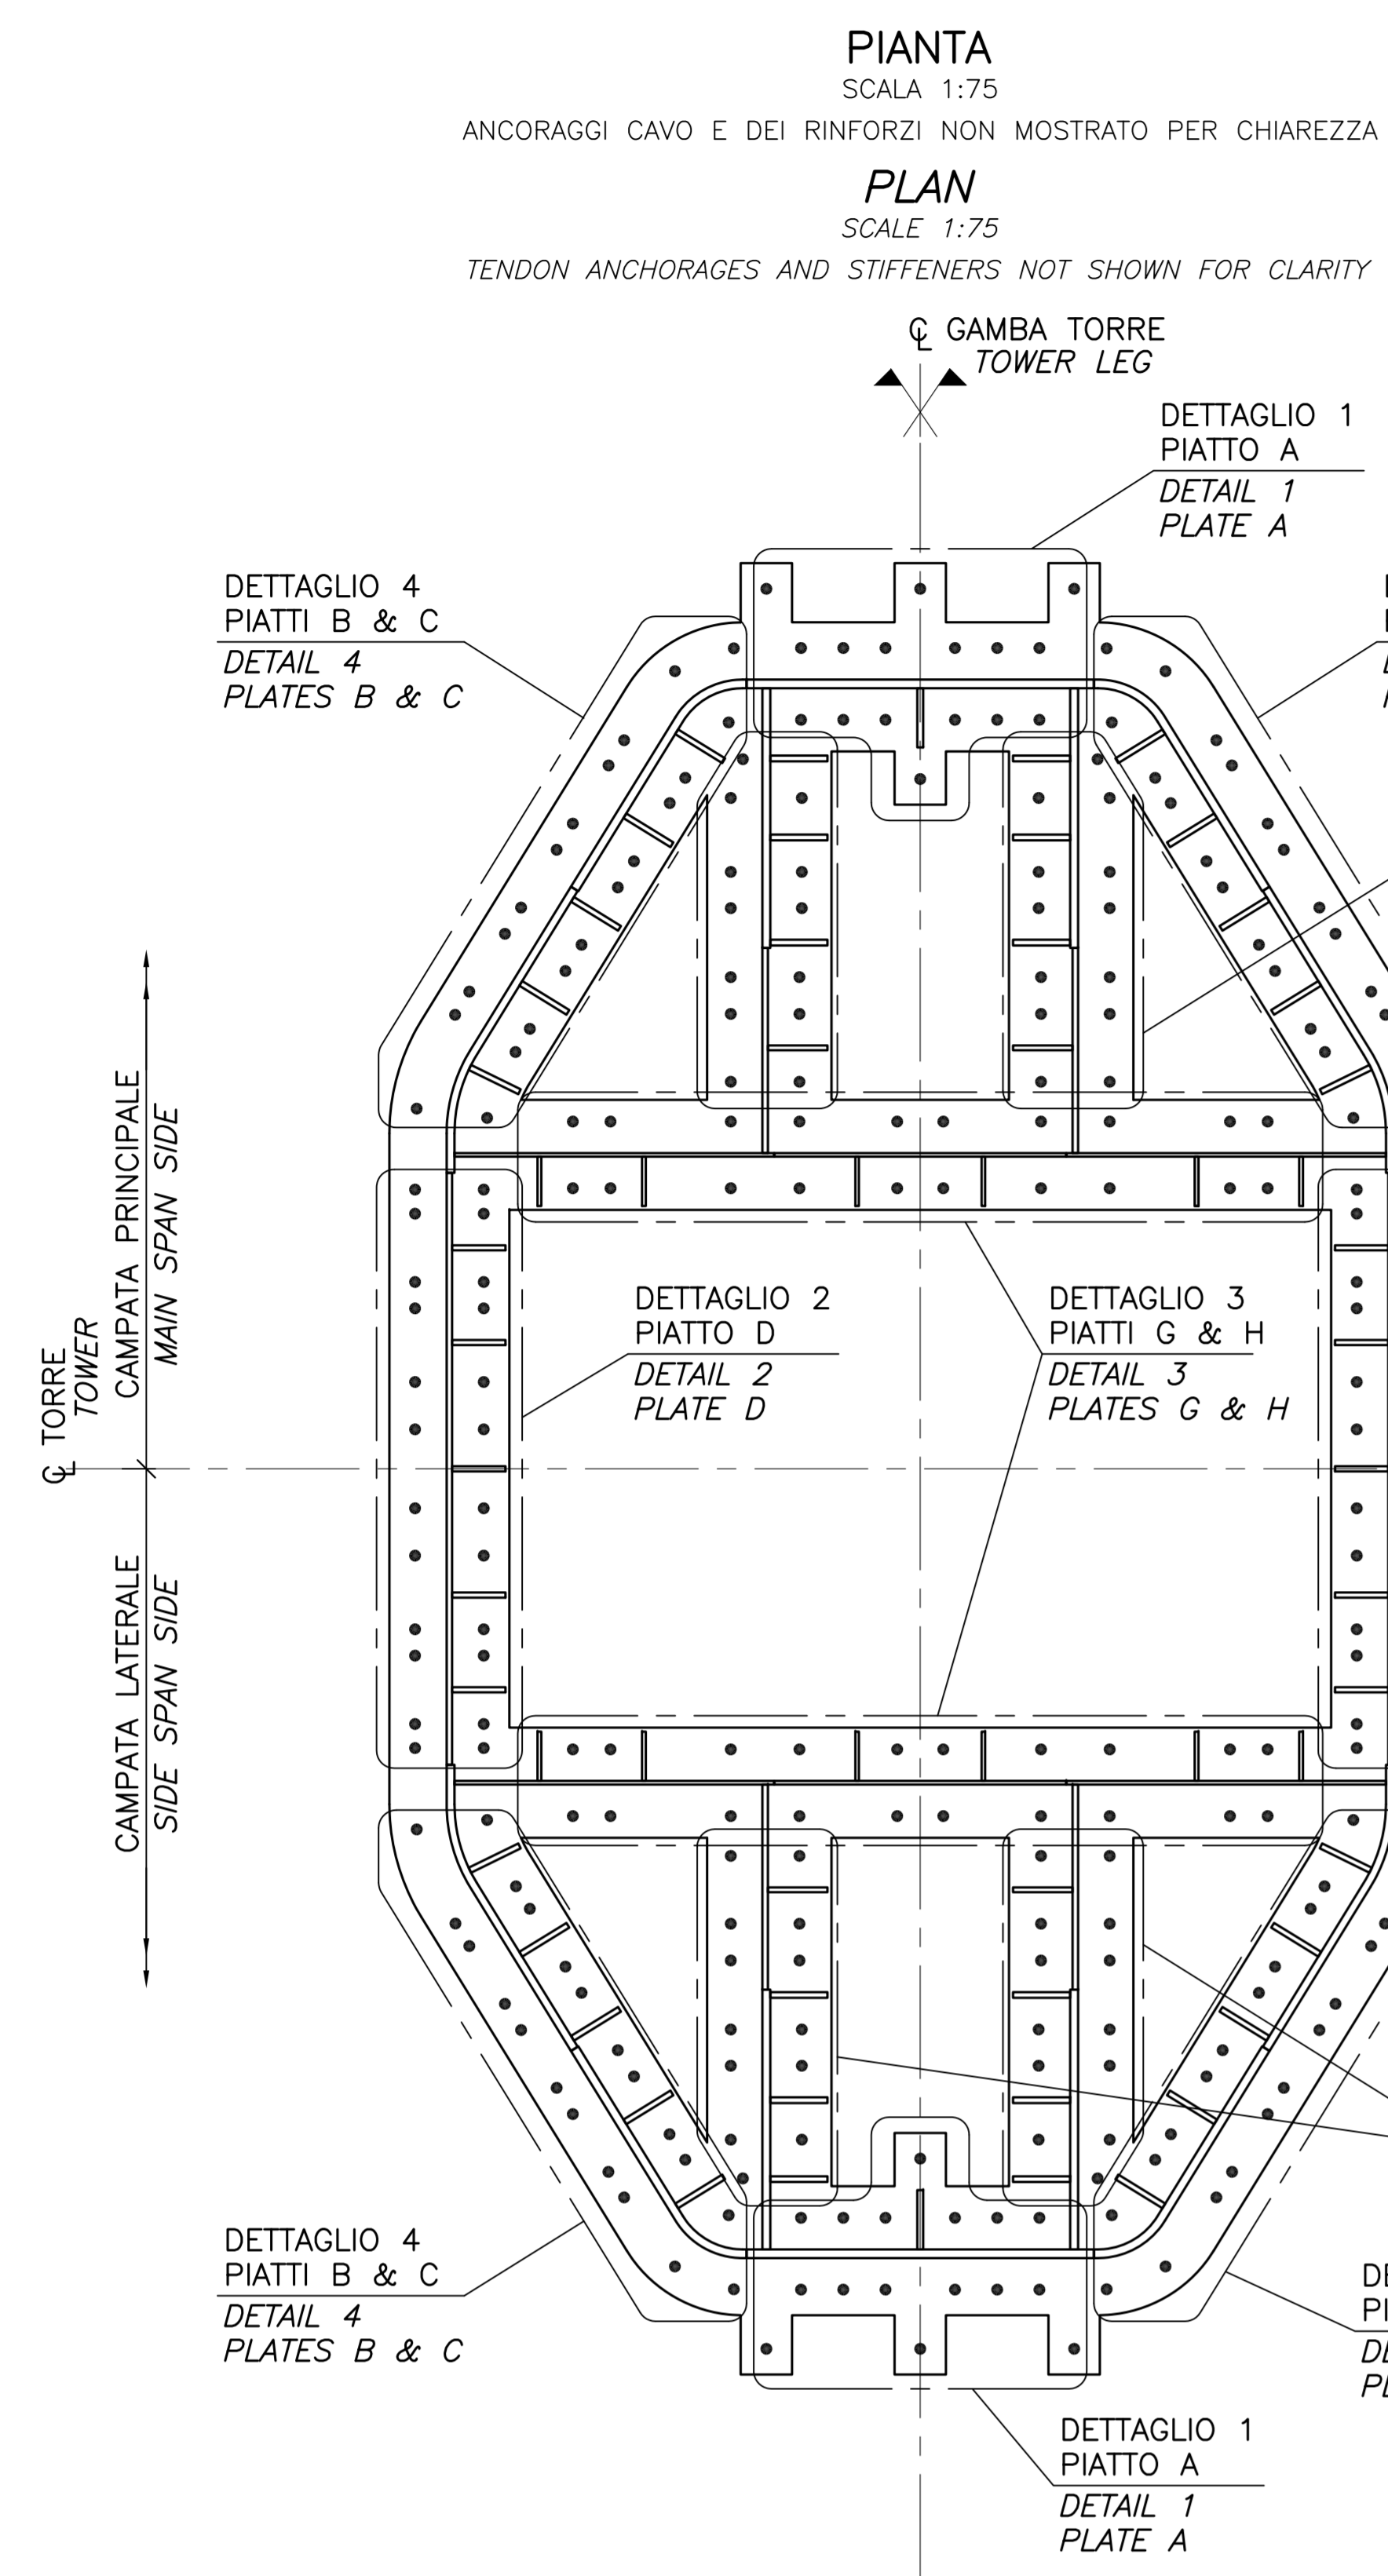 PIANTA
SCALA 1:75
ANCORAGGI CAVO E DEI RINFORZI NON MOSTRATO PER CHIAREZZA
PLAN
SCALE 1:75
TENDON ANCHORAGES AND STIFFENERS NOT SHOWN FOR CLARITY
℄ GAMBA TORRE
TOWER LEG
DETTAGLIO 1
PIATTO A
DETAIL 1
PLATE A
DETTAGLIO 4
PIATTI B & C
DETAIL 4
PLATES B & C
CAMPATA PRINCIPALE
MAIN SPAN SIDE
℄ TORRE
TOWER
DETTAGLIO 2
PIATTO D
DETAIL 2
PLATE D
DETTAGLIO 3
PIATTI G & H
DETAIL 3
PLATES G & H
CAMPATA LATERALE
SIDE SPAN SIDE
DETTAGLIO 4
PIATTI B & C
DETAIL 4
PLATES B & C
DETTAGLIO 1
PIATTO A
DETAIL 1
PLATE A